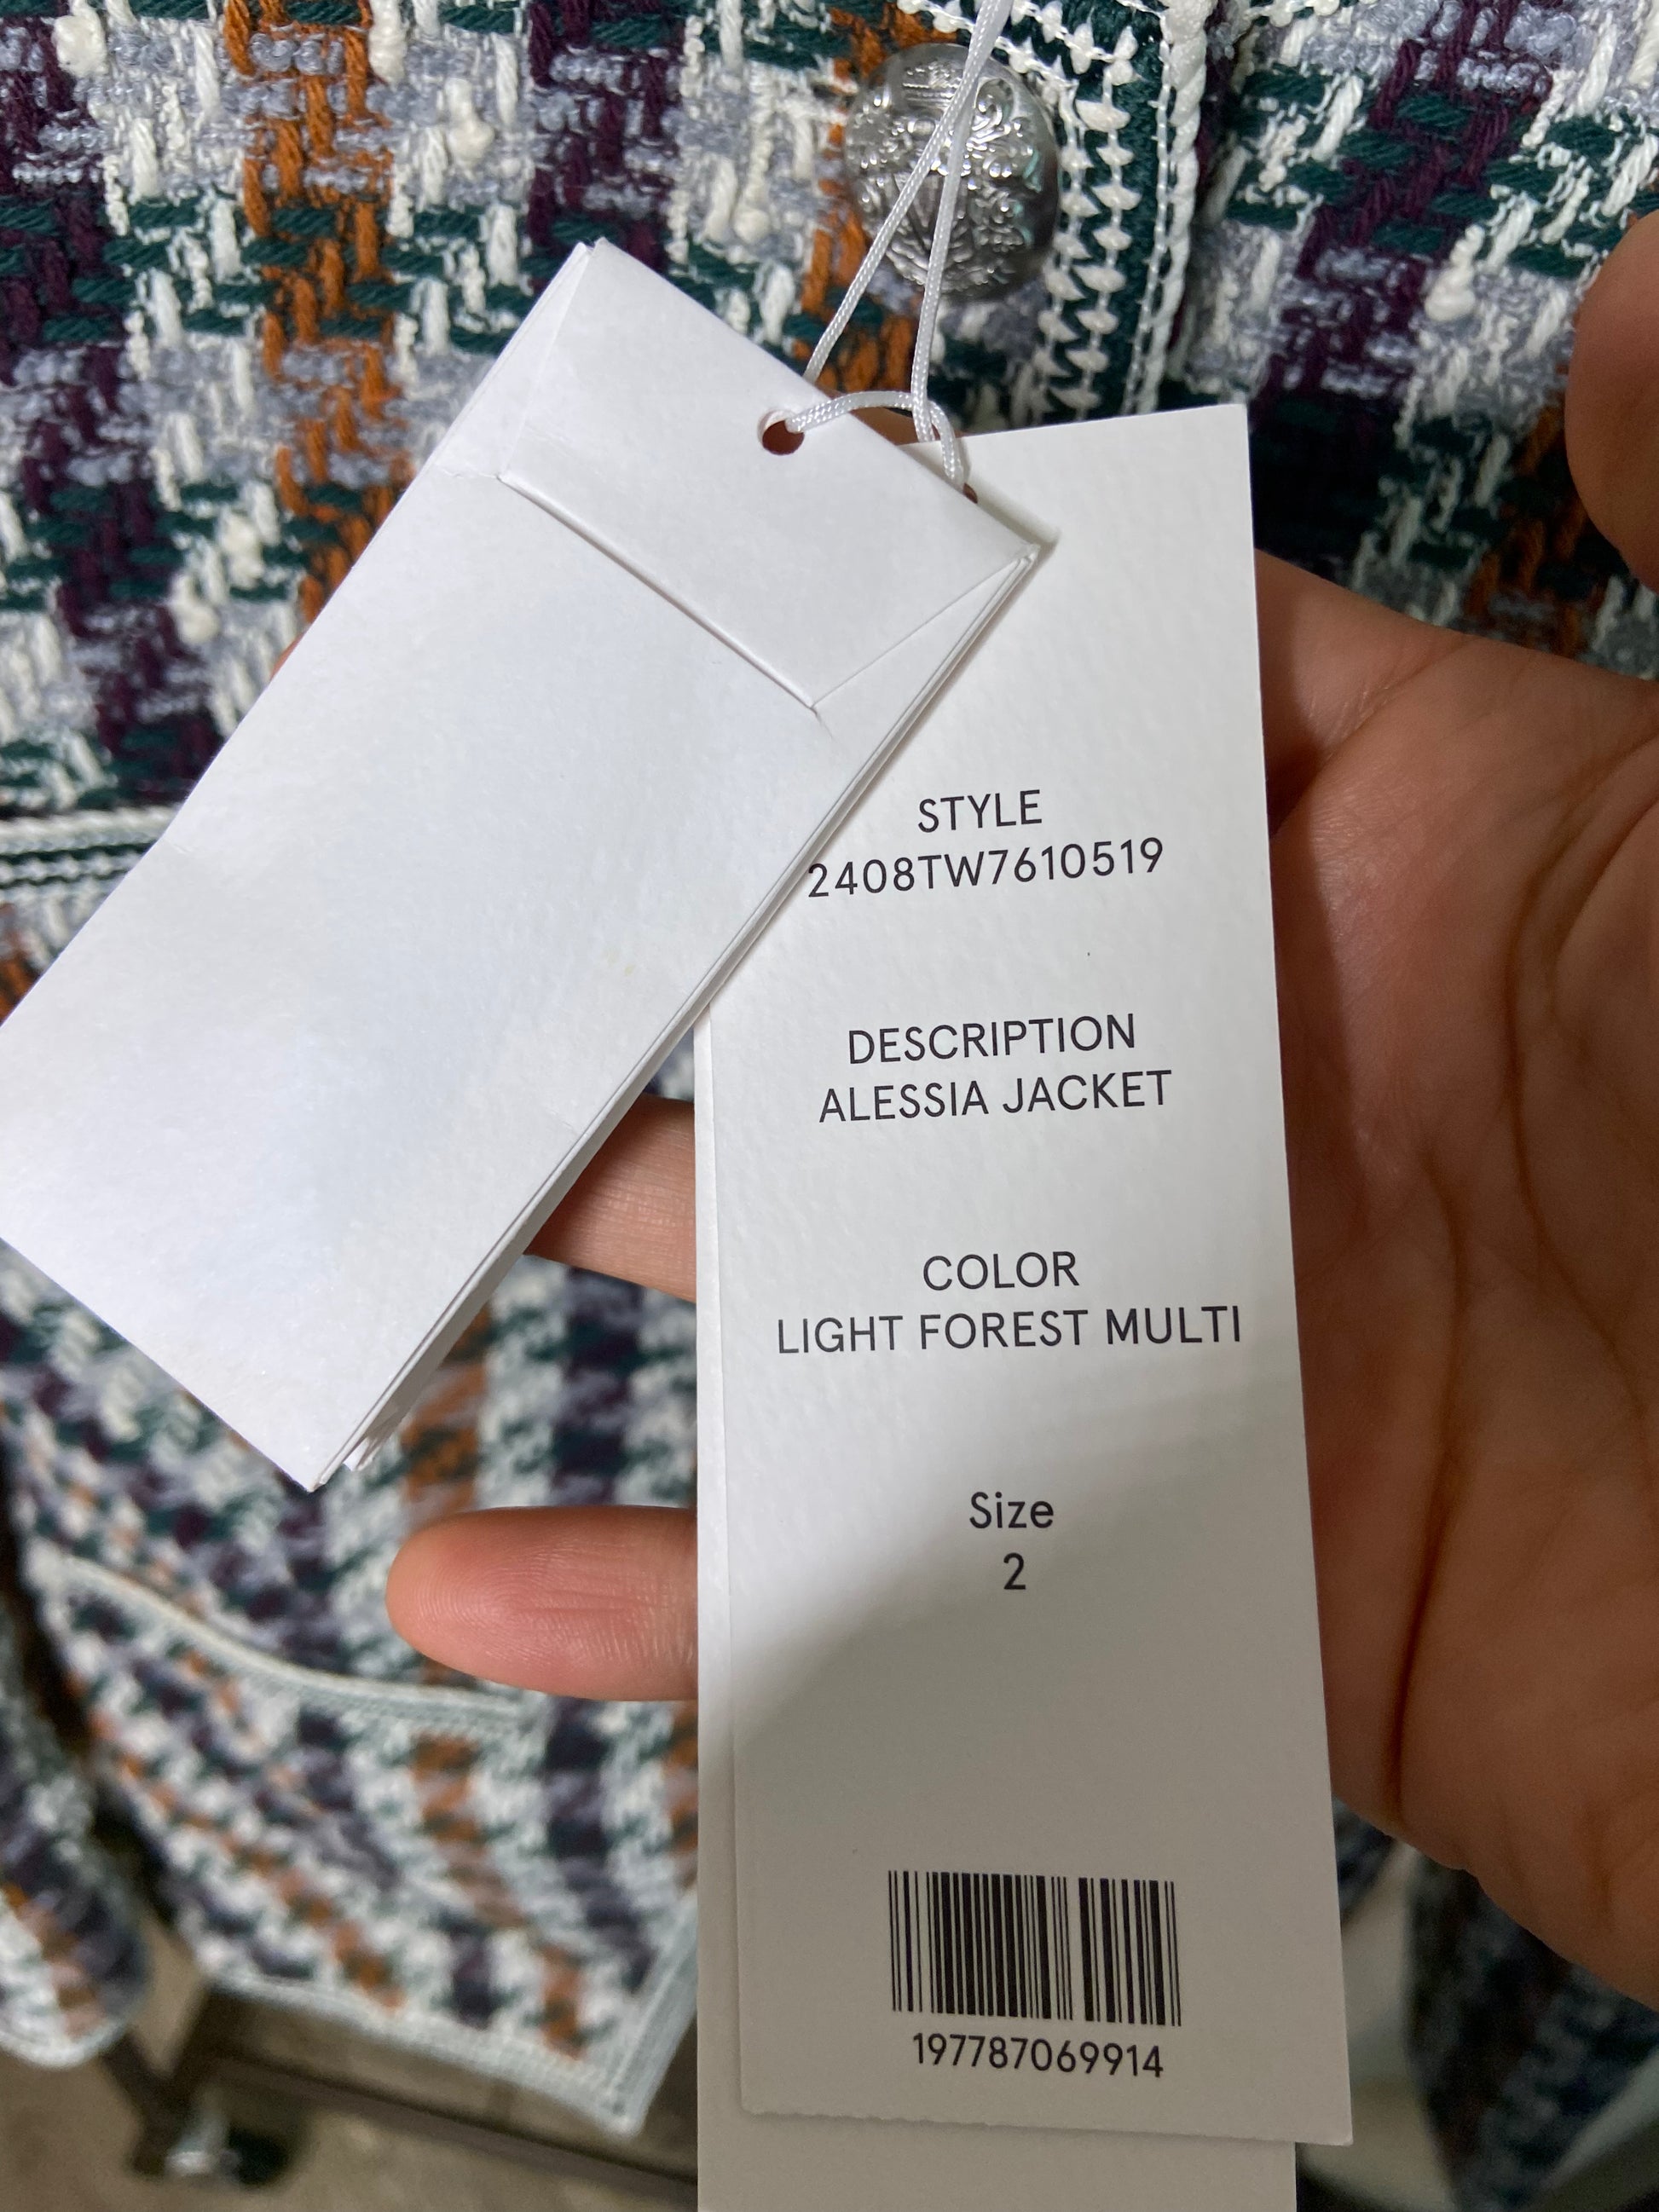 STYLE
2408TW7610519
DESCRIPTION
ALESSIA JACKET
COLOR
LIGHT FOREST MULTI
Size
2
197787069914